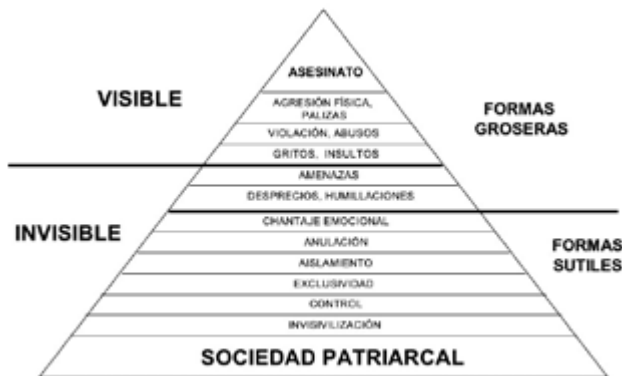 ASESINATO
VISIBLE
AGRESIÓN FÍSICA,
PALIZAS
FORMAS
GROSERAS
VIOLACIÓN, ABUSOS
GRITOS, INSULTOS
AMENAZAS
DESPRECIOS, HUMILLACIONES
INVISIBLE
CHANTAJE EMOCIONAL
ANULACIÓN
FORMAS
SUTILES
AISLAMIENTO
EXCLUSIVIDAD
CONTROL
INVISIVILIZACIÓN
SOCIEDAD PATRIARCAL